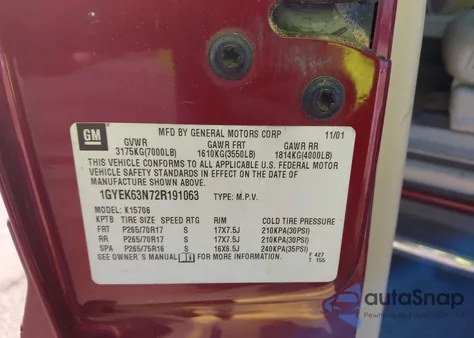 GM MFD BY GENERAL MOTORS CORP 11/01
GVWR GAWR FRT GAWR RR
3175KG(7000LB) 1610KG(3550LB) 1814KG(4000LB)
THIS VEHICLE CONFORMS TO ALL APPLICABLE U.S. FEDERAL MOTOR
VEHICLE SAFETY STANDARDS IN EFFECT ON THE DATE OF
MANUFACTURE SHOWN ABOVE.
1GYEK63N72R191063 TYPE: M.P.V.
MODEL: K15706
KPTB TIRE SIZE SPEED RTG RIM COLD TIRE PRESSURE
FRT P265/70R17 S 17X7.5J 210KPA(30PSI)
RR P265/70R17 S 17X7.5J 210KPA(30PSI)
SPA P265/75R16 S 16X6.5J 240KPA(35PSI)
SEE OWNER'S MANUAL FOR MORE INFORMATION. F 427
T 155
autoSnap